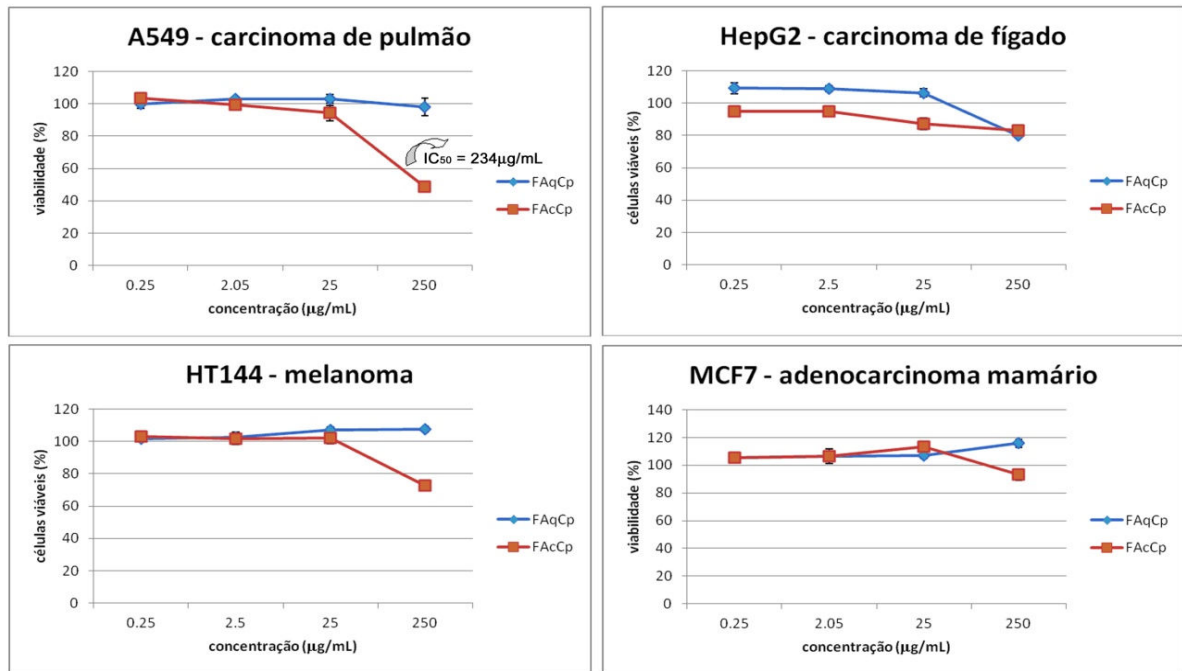 A549 - carcinoma de pulmão
120
100
80
60
40
20
0
viabilidade (%)
IC50 = 234µg/mL
FAqCp
FAcCp
0.25 2.05 25 250
concentração (µg/mL)
HepG2 - carcinoma de fígado
120
100
80
60
40
20
0
células viáveis (%)
FAqCp
FAcCp
0.25 2.5 25 250
concentração (µg/mL)
HT144 - melanoma
120
100
80
60
40
20
0
células viáveis (%)
FAqCp
FAcCp
0.25 2.5 25 250
concentração (µg/mL)
MCF7 - adenocarcinoma mamário
140
120
100
80
60
40
20
0
viabilidade (%)
FAqCp
FAcCp
0.25 2.05 25 250
concentração (µg/mL)